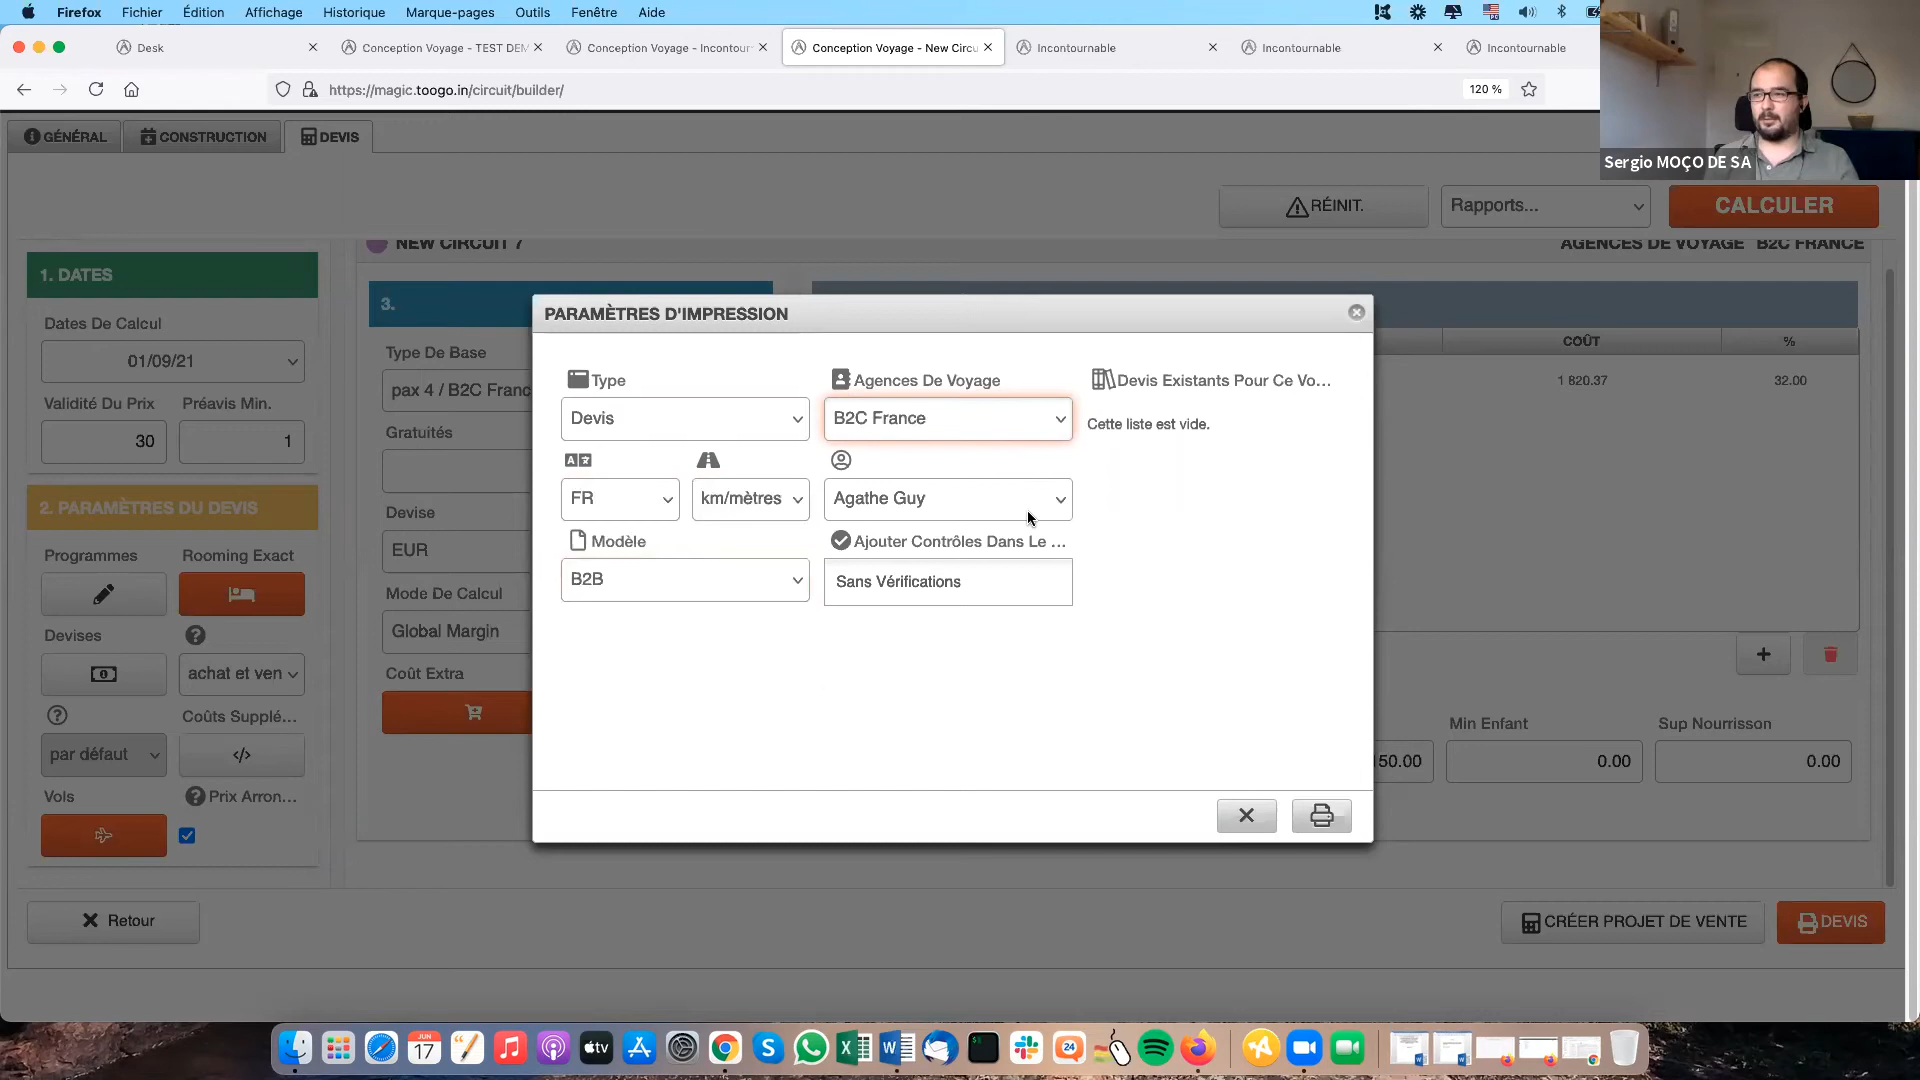 Firefox Fichier Édition Affichage Historique Marque-pages Outils Fenêtre Aide
Desk
Conception Voyage - TEST DEM
Conception Voyage - Incontour
Conception Voyage - New Circu
Incontournable
Incontournable
Incontournable
https://magic.toogo.in/circuit/builder/
120 %
Sergio MOÇO DE SA
GÉNÉRAL
CONSTRUCTION
DEVIS
RÉINIT.
Rapports...
CALCULER
NEW CIRCUIT 7
AGENCES DE VOYAGE B2C FRANCE
1. DATES
Dates De Calcul
01/09/21
Validité Du Prix
Préavis Min.
30
1
2. PARAMÈTRES DU DEVIS
Programmes
Rooming Exact
Devises
achat et ven
Coûts Supplé...
par défaut
Vols
Prix Arron...
3.
Type De Base
pax 4 / B2C Franc
Gratuités
Devise
EUR
Mode De Calcul
Global Margin
Coût Extra
PARAMÈTRES D'IMPRESSION
Type
Agences De Voyage
Devis Existants Pour Ce Vo...
Devis
B2C France
Cette liste est vide.
FR
km/mètres
Agathe Guy
Modèle
Ajouter Contrôles Dans Le ...
B2B
Sans Vérifications
COÛT
%
1 820.37
32.00
Min Enfant
Sup Nourrisson
150.00
0.00
0.00
Retour
CRÉER PROJET DE VENTE
DEVIS
JUN
17
tv
24